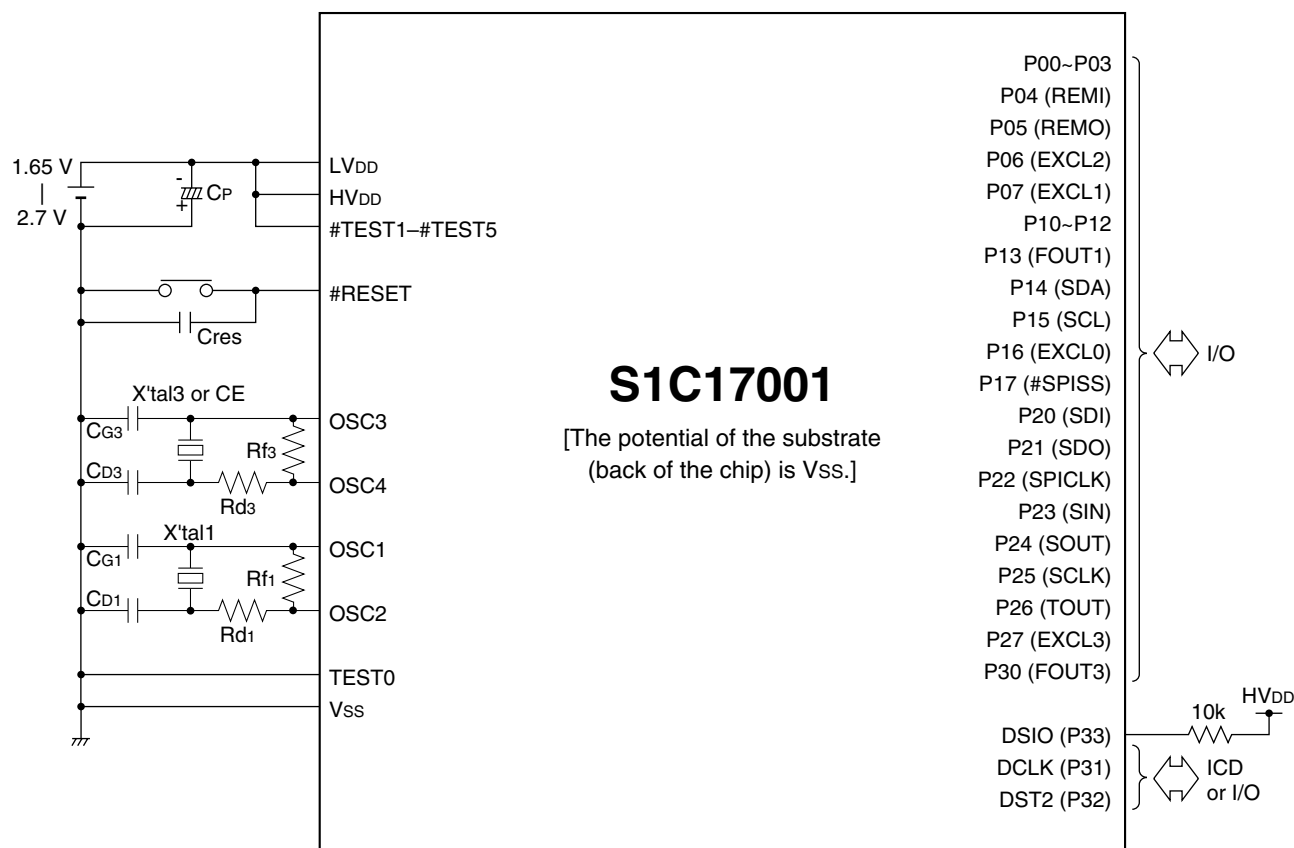 1.65 V
|
2.7 V
-
+
CP
LVDD
HVDD
#TEST1–#TEST5
#RESET
Cres
X'tal3 or CE
CG3
CD3
Rf3
Rd3
OSC3
OSC4
X'tal1
CG1
CD1
Rf1
Rd1
OSC1
OSC2
TEST0
VSS
S1C17001
[The potential of the substrate
(back of the chip) is VSS.]
P00~P03
P04 (REMI)
P05 (REMO)
P06 (EXCL2)
P07 (EXCL1)
P10~P12
P13 (FOUT1)
P14 (SDA)
P15 (SCL)
P16 (EXCL0)
P17 (#SPISS)
P20 (SDI)
P21 (SDO)
P22 (SPICLK)
P23 (SIN)
P24 (SOUT)
P25 (SCLK)
P26 (TOUT)
P27 (EXCL3)
P30 (FOUT3)
I/O
DSIO (P33)
DCLK (P31)
DST2 (P32)
10k
HVDD
ICD
or I/O